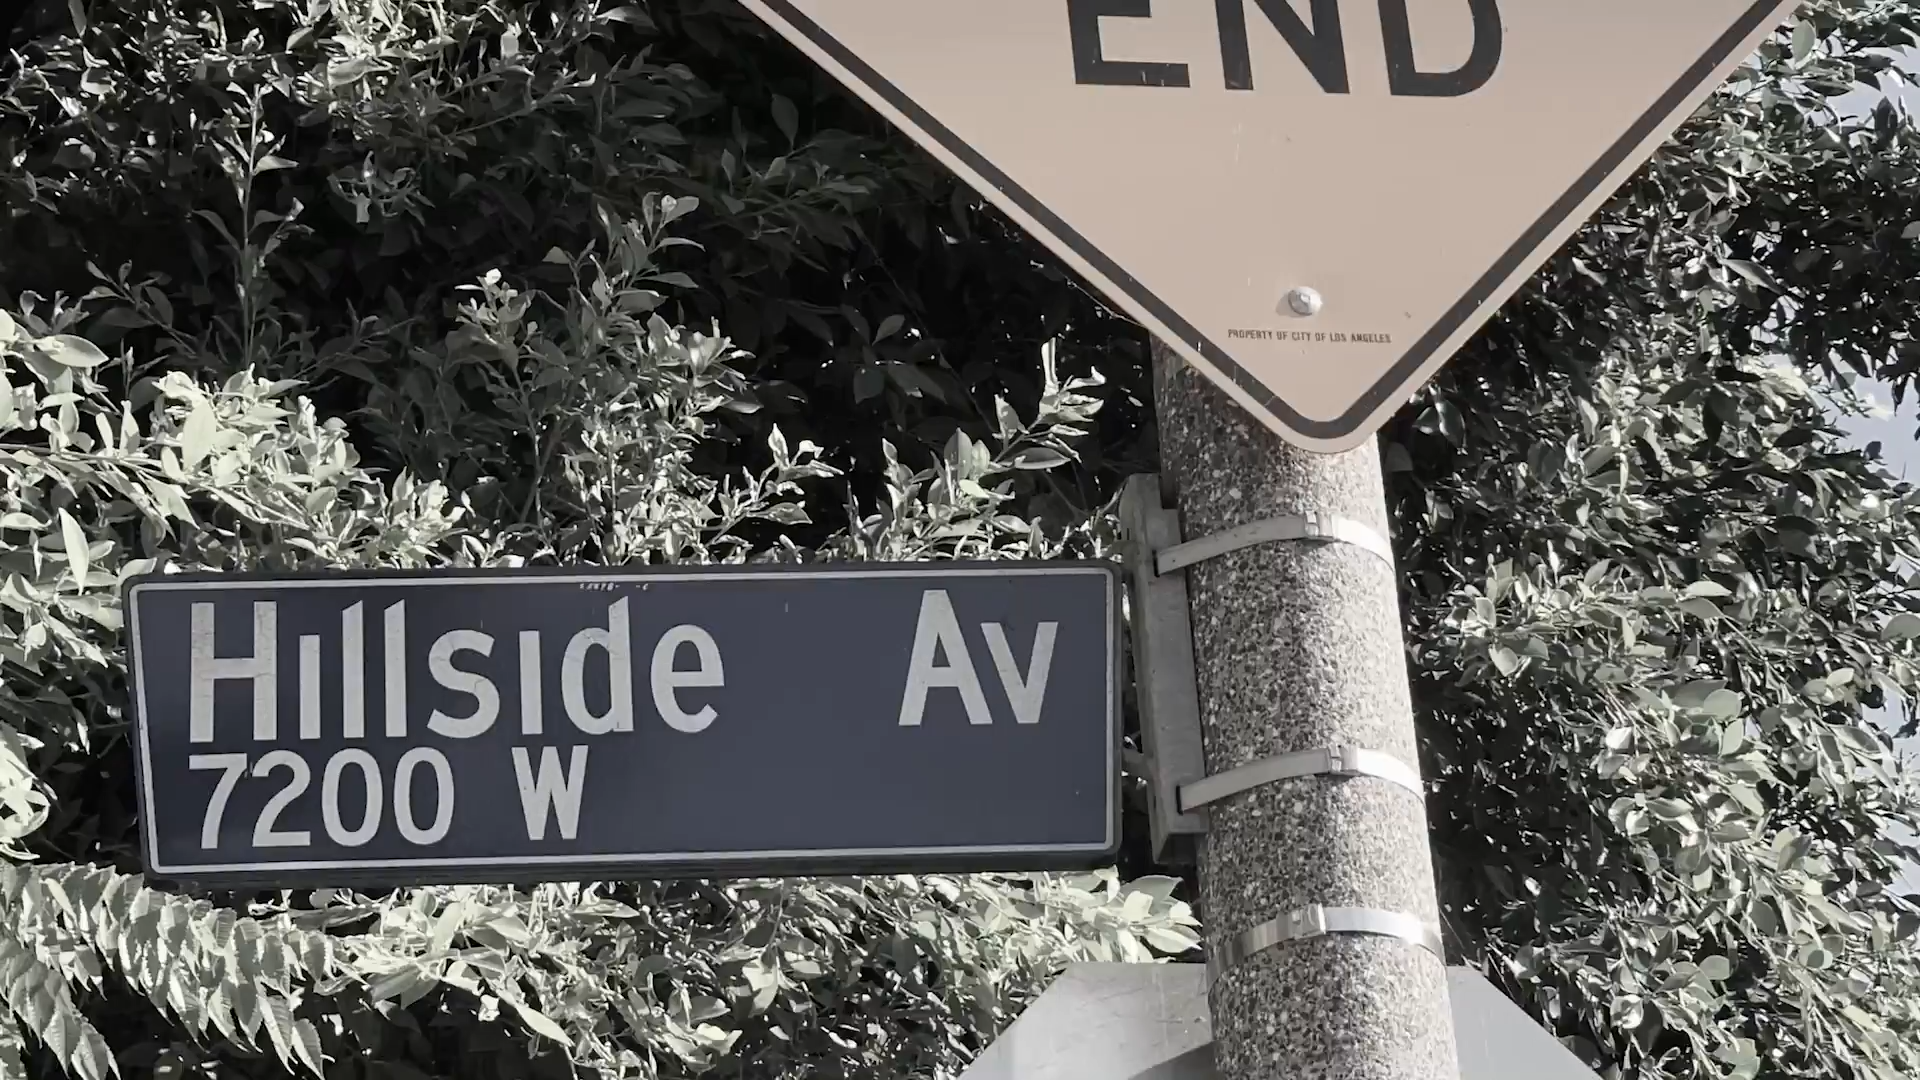 END
PROPERTY OF CITY OF LOS ANGELES
Hillside Av
7200 W